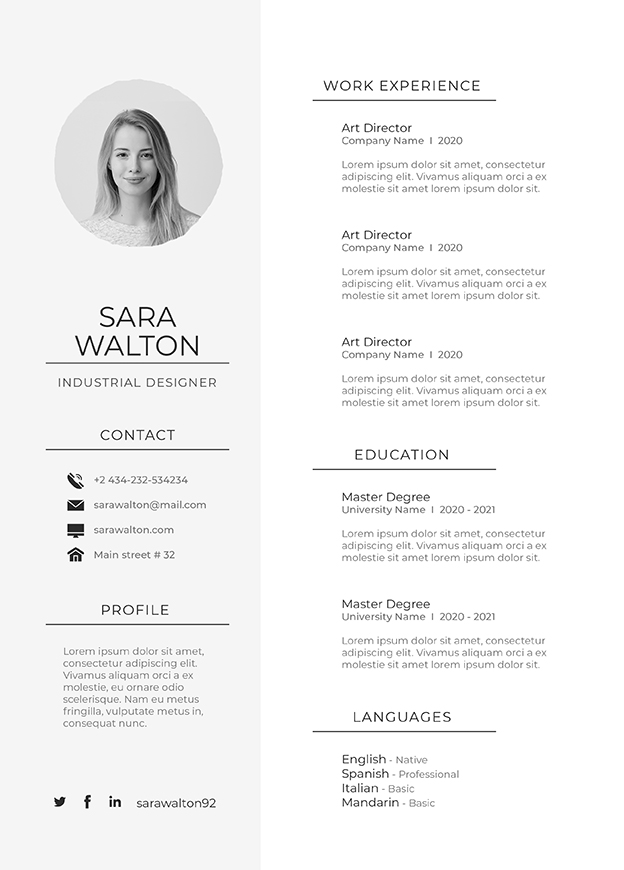 SARA
WALTON
INDUSTRIAL DESIGNER
CONTACT
+2 434-232-534234
sarawalton@mail.com
sarawalton.com
Main street # 32
PROFILE
Lorem ipsum dolor sit amet,
consectetur adipiscing elit.
Vivamus aliquam orci a ex
molestie, eu ornare odio
scelerisque. Nam eu metus
fringilla, vulputate metus in,
consequat nunc.
sarawalton92
WORK EXPERIENCE
Art Director
Company Name I 2020
Lorem ipsum dolor sit amet, consectetur
adipiscing elit. Vivamus aliquam orci a ex
molestie sit amet lorem ipsum dolor sit.
Art Director
Company Name I 2020
Lorem ipsum dolor sit amet, consectetur
adipiscing elit. Vivamus aliquam orci a ex
molestie sit amet lorem ipsum dolor sit.
Art Director
Company Name I 2020
Lorem ipsum dolor sit amet, consectetur
adipiscing elit. Vivamus aliquam orci a ex
molestie sit amet lorem ipsum dolor sit.
EDUCATION
Master Degree
University Name I 2020 - 2021
Lorem ipsum dolor sit amet, consectetur
adipiscing elit. Vivamus aliquam orci a ex
molestie sit amet lorem ipsum dolor sit.
Master Degree
University Name I 2020 - 2021
Lorem ipsum dolor sit amet, consectetur
adipiscing elit. Vivamus aliquam orci a ex
molestie sit amet lorem ipsum dolor sit.
LANGUAGES
English - Native
Spanish - Professional
Italian - Basic
Mandarin - Basic